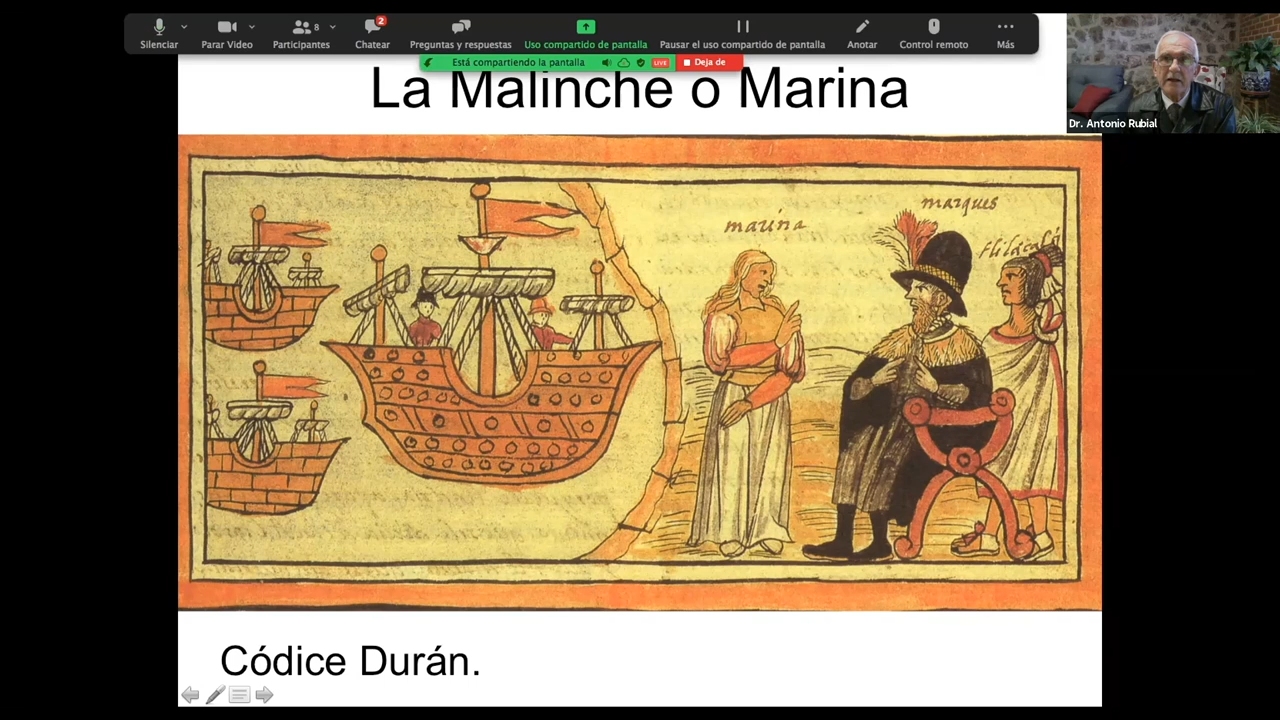 8
2
Silenciar
Parar Video
Participantes
Chatear
Preguntas y respuestas
Uso compartido de pantalla
Pausar el uso compartido de pantalla
Anotar
Control remoto
Más
Está compartiendo la pantalla
LIVE
Deja de
La Malinche o Marina
Dr. Antonio Rubial
marina
marques
Códice Durán.